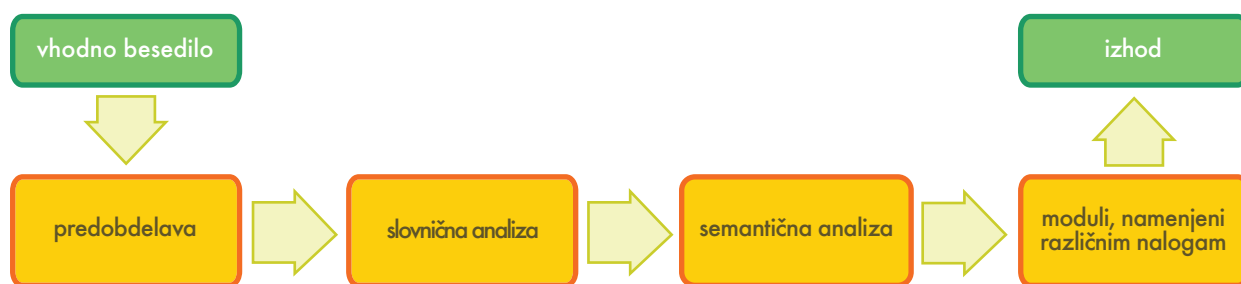 vhodno besedilo
izhod
predobdelava
slovnična analiza
semantična analiza
moduli, namenjeni
različnim nalogam